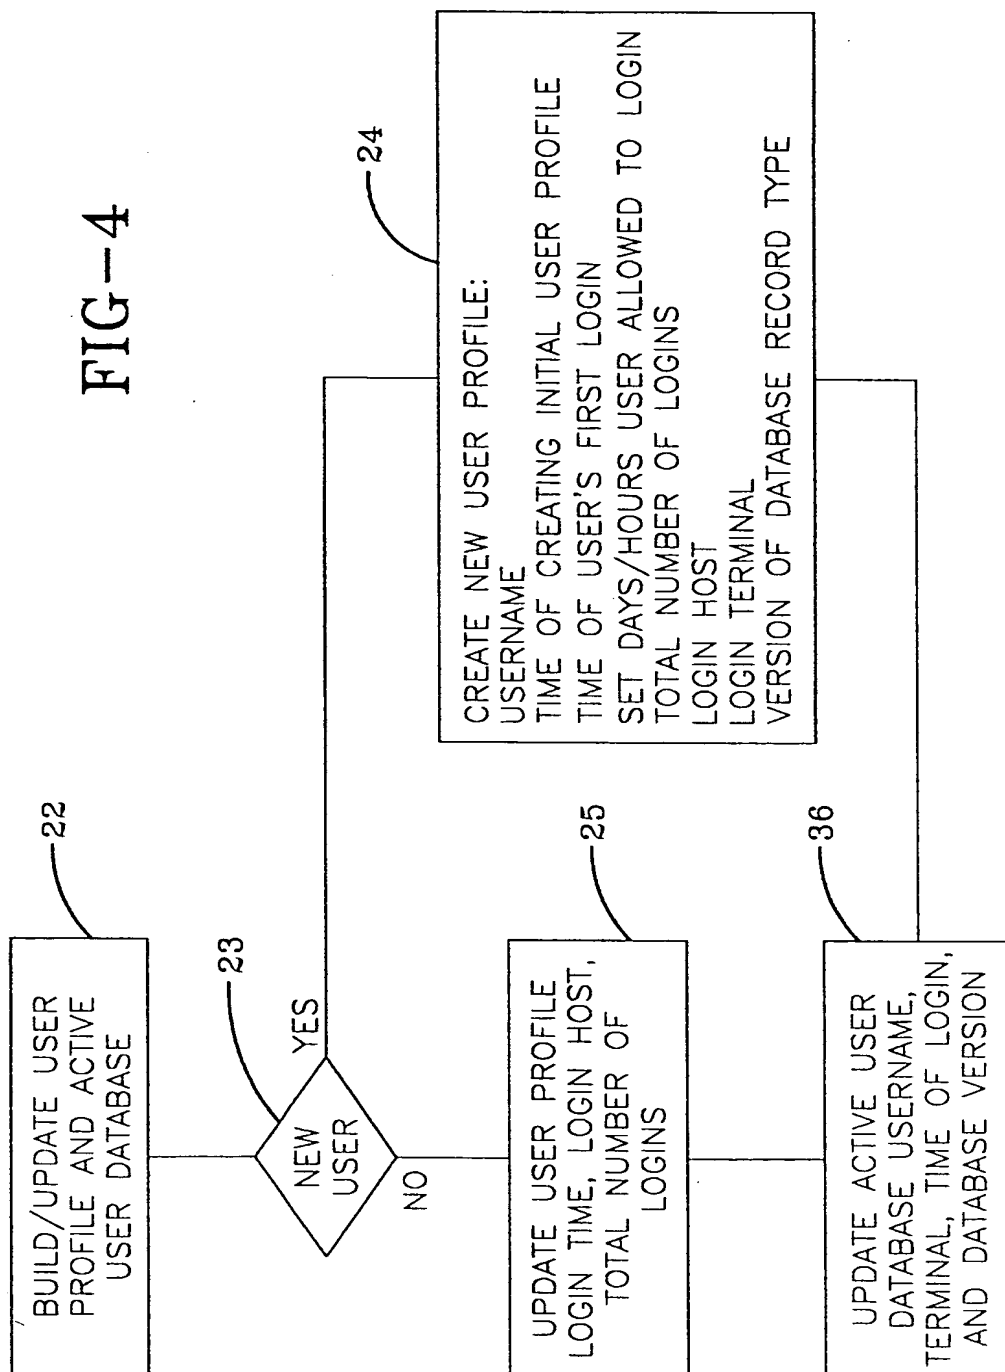 FIG-4
22
BUILD/UPDATE USER
PROFILE AND ACTIVE
USER DATABASE
23
NEW
USER
YES
NO
24
CREATE NEW USER PROFILE:
USERNAME
TIME OF CREATING INITIAL USER PROFILE
TIME OF USER'S FIRST LOGIN
SET DAYS/HOURS USER ALLOWED TO LOGIN
TOTAL NUMBER OF LOGINS
LOGIN HOST
LOGIN TERMINAL
VERSION OF DATABASE RECORD TYPE
25
UPDATE USER PROFILE
LOGIN TIME, LOGIN HOST,
TOTAL NUMBER OF
LOGINS
36
UPDATE ACTIVE USER
DATABASE USERNAME,
TERMINAL, TIME OF LOGIN,
AND DATABASE VERSION